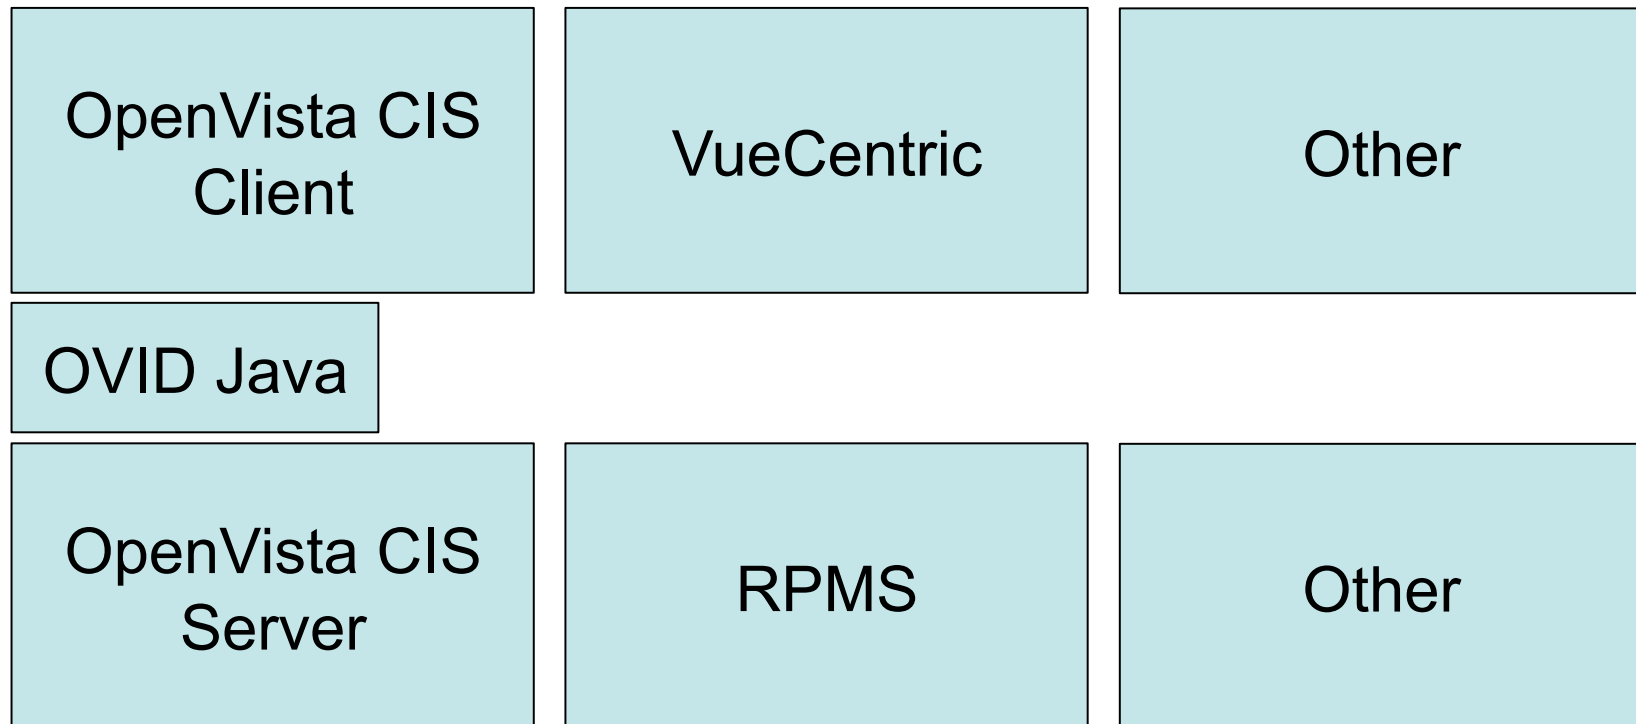 OpenVista CIS
Client
VueCentric
Other
OVID Java
OpenVista CIS
Server
RPMS
Other